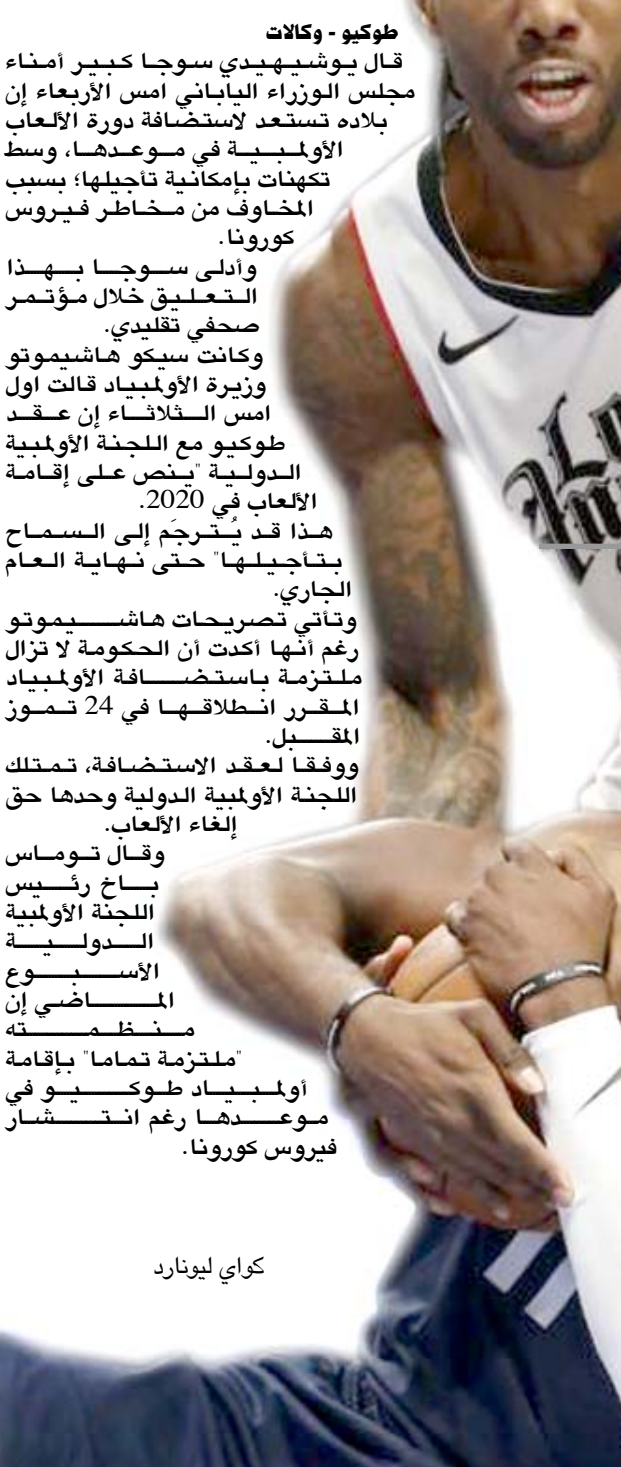 طوكيو - وكالات
قال يوشيهيدي سوجا كبير أمناء
مجلس الوزراء الياباني امس الأربعاء إن
بلاده تستعد لاستضافة دورة الألعاب
الأولمبية في موعدها، وسط
تكهنات بإمكانية تأجيلها؛ بسبب
المخاوف من مخاطر فيروس
كورونا.
وأدلى سوجا بهذا
التعليق خلال مؤتمر
صحفي تقليدي.
وكانت سيكو هاشيموتو
وزيرة الأولمبياد قالت اول
امس الثلاثاء إن عقد
طوكيو مع اللجنة الأولمبية
الدولية "ينص على إقامة
الألعاب في 2020.
هذا قد يُترجَم إلى السماح
بتأجيلها" حتى نهاية العام
الجاري.
وتأتي تصريحات هاشيموتو
رغم أنها أكدت أن الحكومة لا تزال
ملتزمة باستضافة الأولمبياد
المقرر انطلاقها في 24 تموز
المقبل.
ووفقا لعقد الاستضافة، تمتلك
اللجنة الأولمبية الدولية وحدها حق
إلغاء الألعاب.
وقال توماس
باخ رئيس
اللجنة الأولمبية
الدولية
الأسبوع
الماضي إن
منظمته
"ملتزمة تماما" بإقامة
أولمبياد طوكيو في
موعدها رغم انتشار
فيروس كورونا.
كواي ليونارد